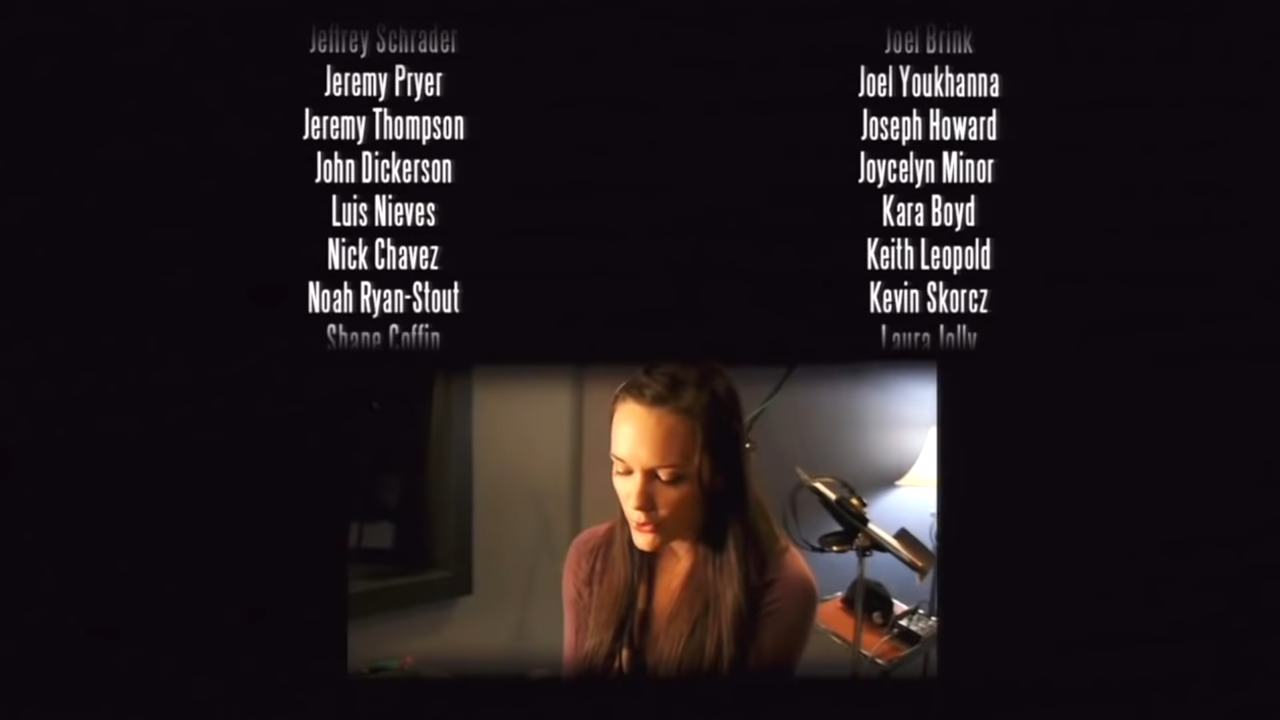 Jeffrey Schrader
Jeremy Pryer
Jeremy Thompson
John Dickerson
Luis Nieves
Nick Chavez
Noah Ryan-Stout
Shane Coffin
Joel Brink
Joel Youkhanna
Joseph Howard
Joycelyn Minor
Kara Boyd
Keith Leopold
Kevin Skorcz
Laura Jolly